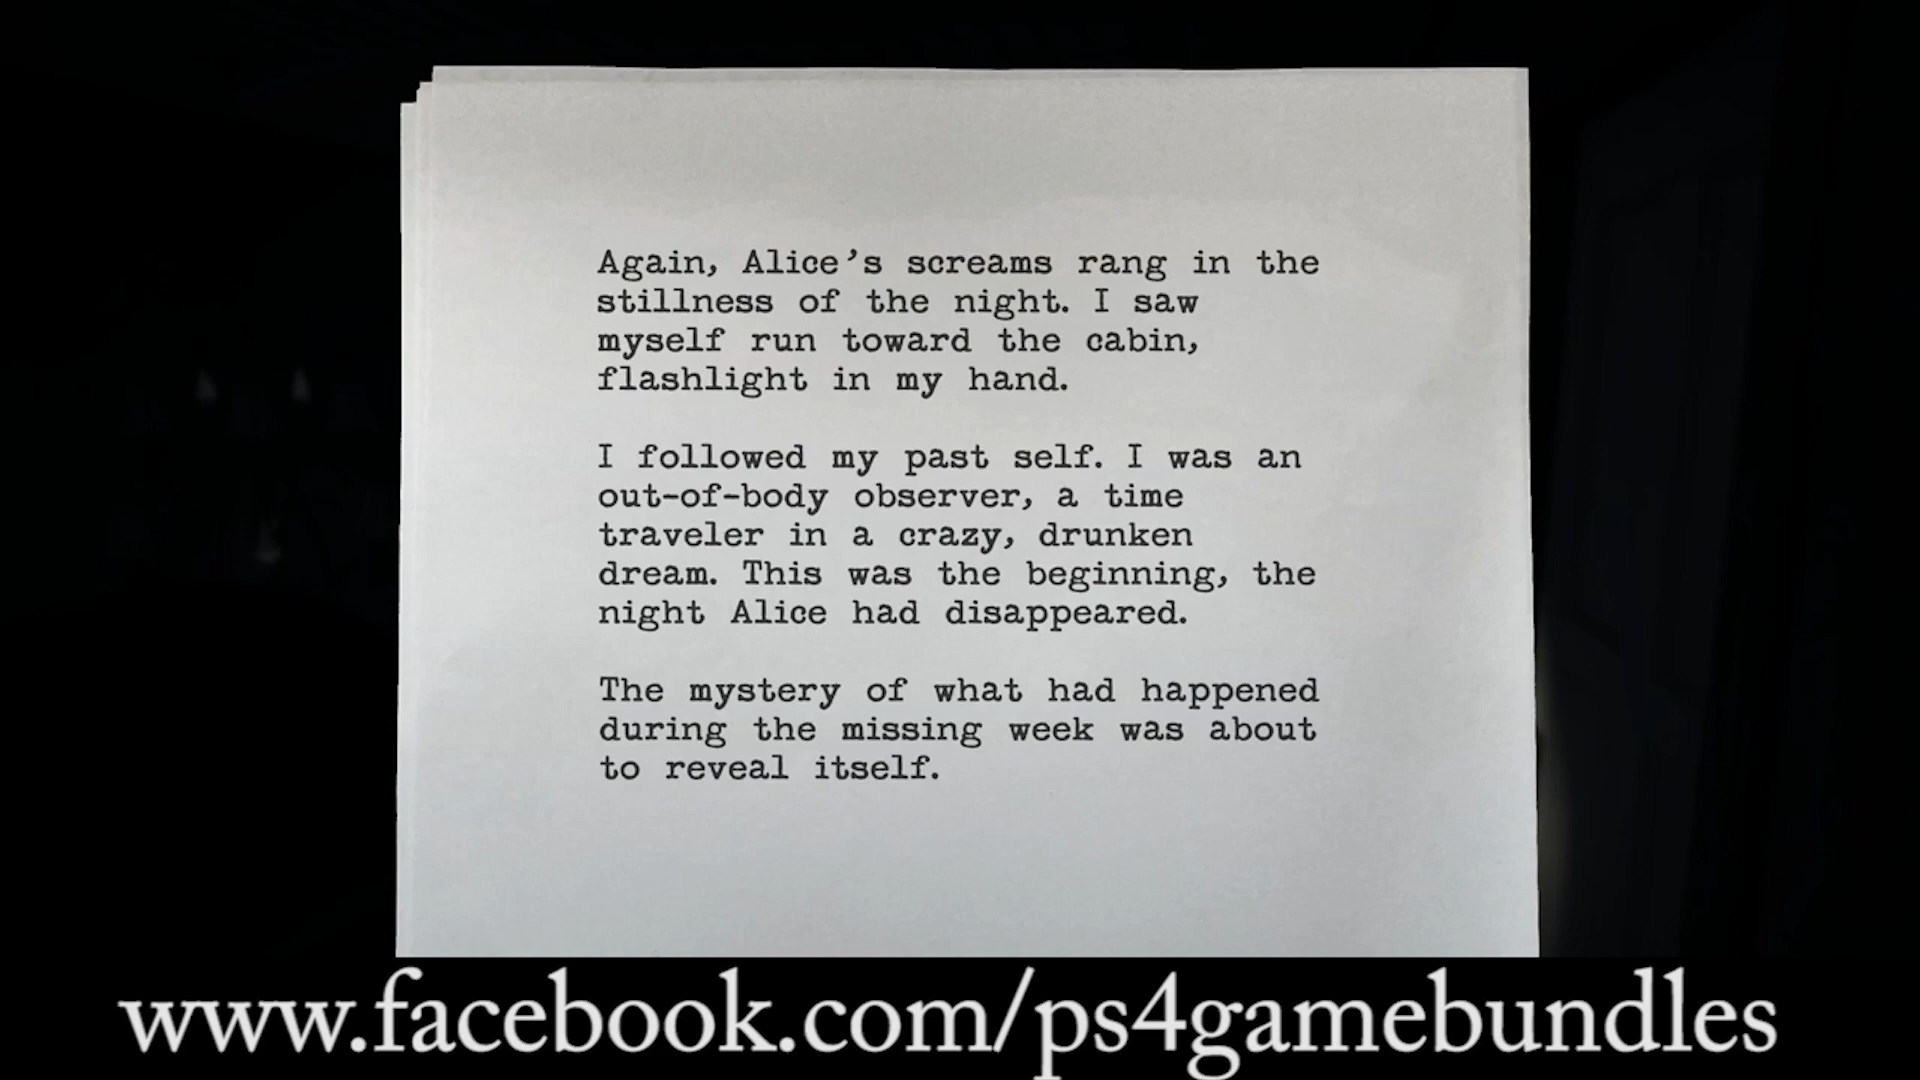 Again, Alice's screams rang in the
stillness of the night. I saw
myself run toward the cabin,
flashlight in my hand.
I followed my past self. I was an
out-of-body observer, a time
traveler in a crazy, drunken
dream. This was the beginning, the
night Alice had disappeared.
The mystery of what had happened
during the missing week was about
to reveal itself.
www.facebook.com/ps4gamebundles